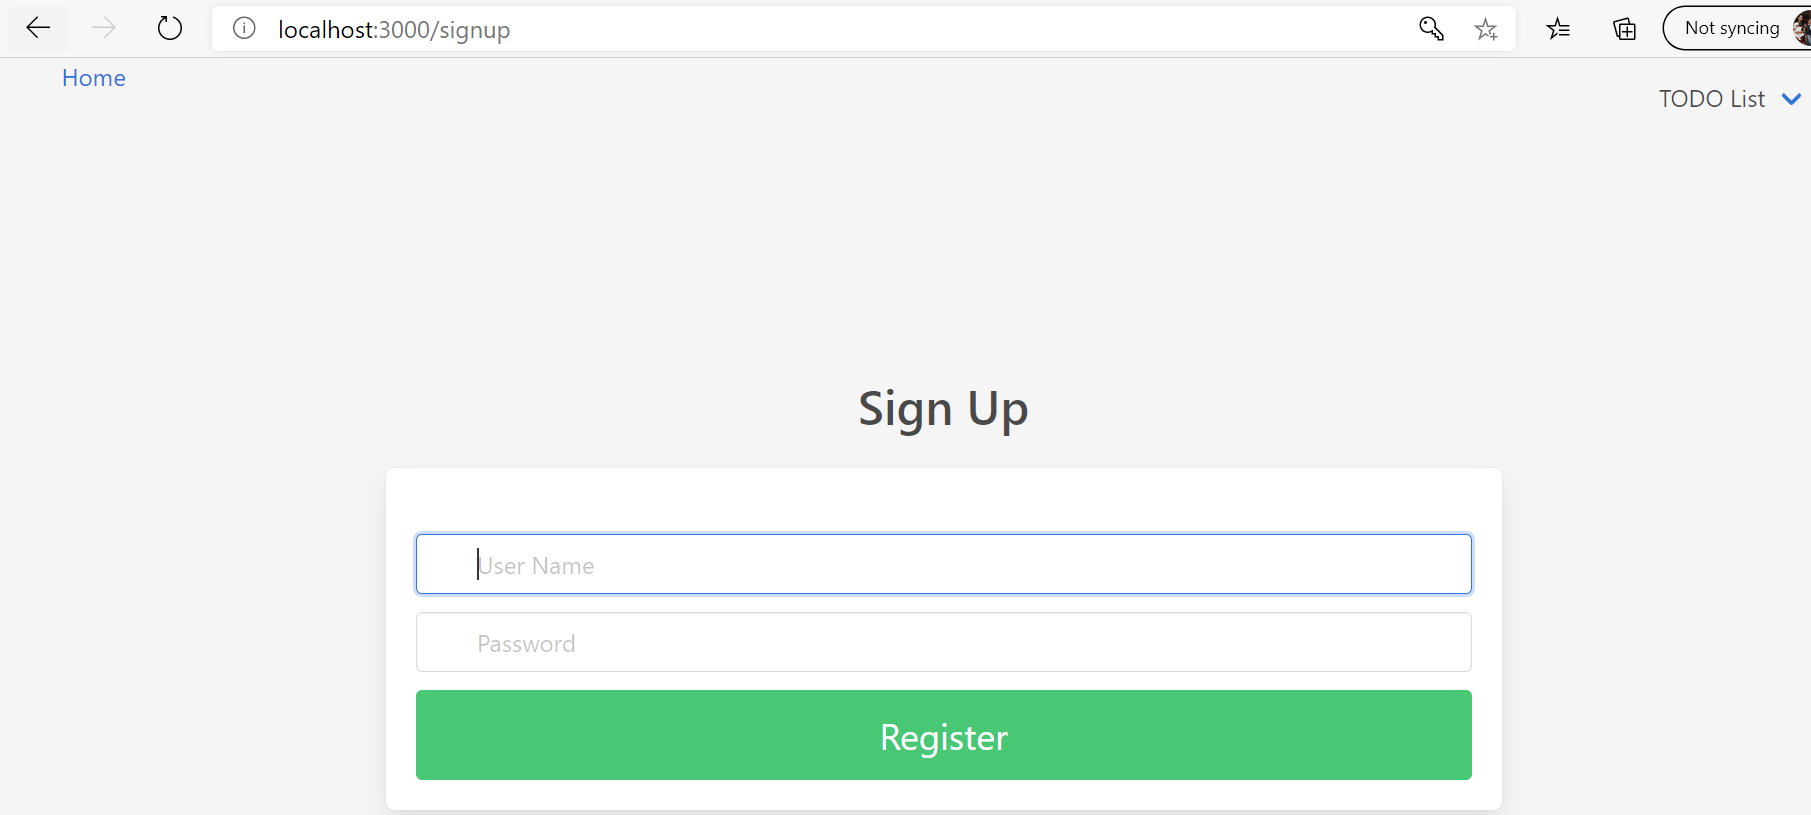 localhost:3000/signup
Not syncing
Home
TODO List
Sign Up
User Name
Password
Register